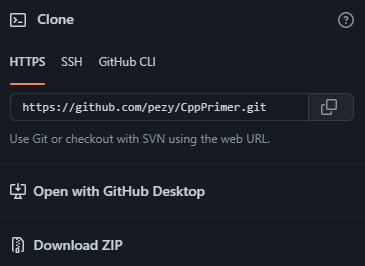 Clone
HTTPS SSH GitHub CLI
https://github.com/pezy/CppPrimer.git
Use Git or checkout with SVN using the web URL.
Open with GitHub Desktop
Download ZIP